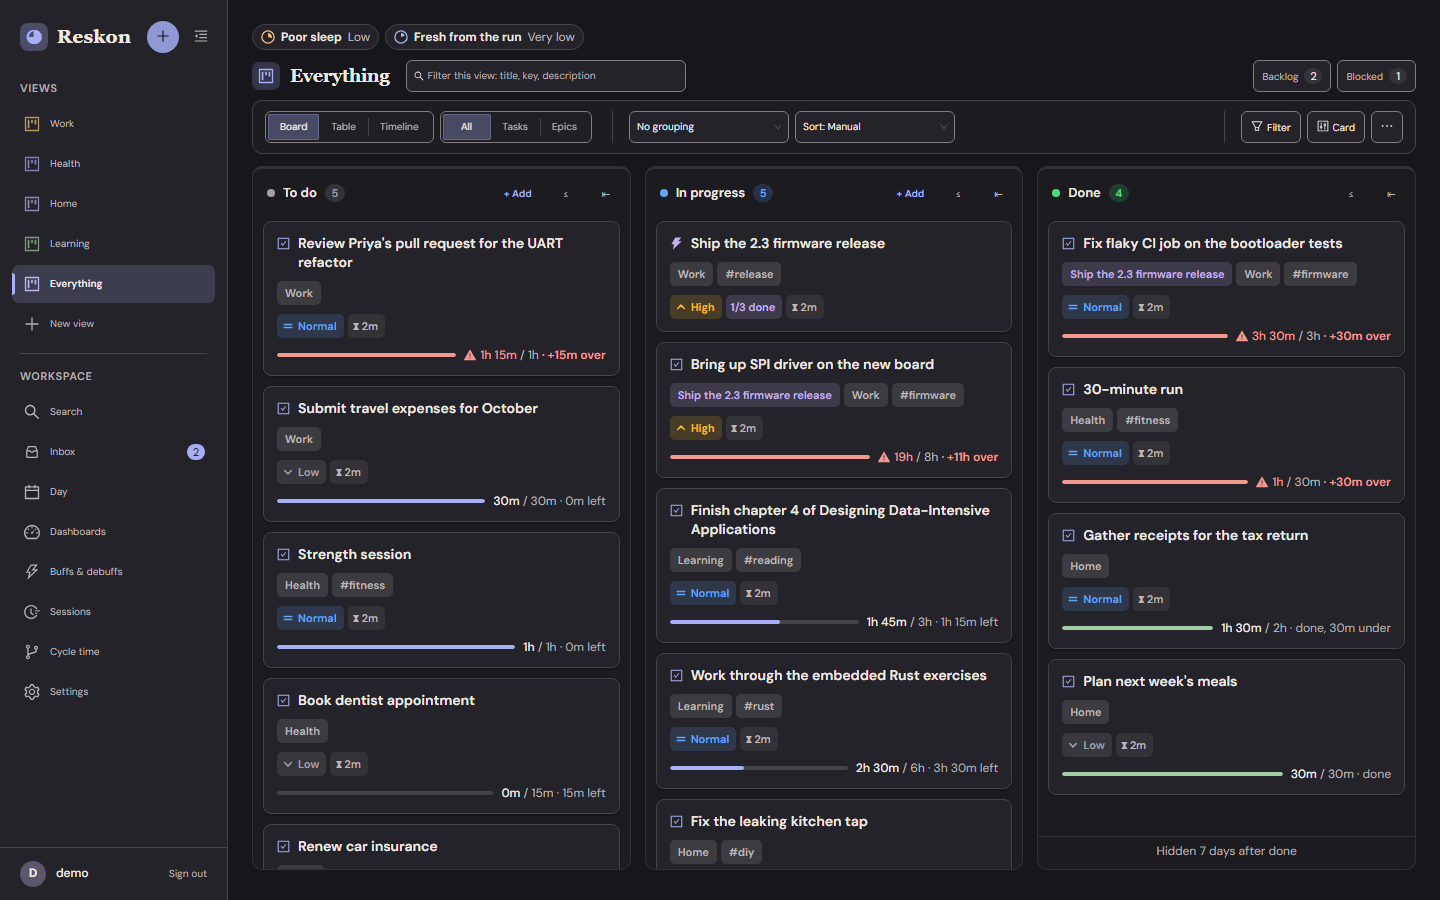 Reskon
VIEWS
Work
Health
Home
Learning
Everything
New view
WORKSPACE
Search
Inbox 2
Day
Dashboards
Buffs & debuffs
Sessions
Cycle time
Settings
D demo Sign out
Poor sleep Low
Fresh from the run Very low
Everything
Filter this view: title, key, description
Backlog 2
Blocked 1
Board Table Timeline
All Tasks Epics
No grouping
Sort: Manual
Filter
Card
To do 5 + Add
Review Priya's pull request for the UART
refactor
Work
Normal 2m
1h 15m / 1h · +15m over
Submit travel expenses for October
Work
Low 2m
30m / 30m · 0m left
Strength session
Health #fitness
Normal 2m
1h / 1h · 0m left
Book dentist appointment
Health
Low 2m
0m / 15m · 15m left
Renew car insurance
In progress 5 + Add
Ship the 2.3 firmware release
Work #release
High 1/3 done 2m
Bring up SPI driver on the new board
Ship the 2.3 firmware release Work #firmware
High 2m
19h / 8h · +11h over
Finish chapter 4 of Designing Data-Intensive
Applications
Learning #reading
Normal 2m
1h 45m / 3h · 1h 15m left
Work through the embedded Rust exercises
Learning #rust
Normal 2m
2h 30m / 6h · 3h 30m left
Fix the leaking kitchen tap
Home #diy
Done 4
Fix flaky CI job on the bootloader tests
Ship the 2.3 firmware release Work #firmware
Normal 2m
3h 30m / 3h · +30m over
30-minute run
Health #fitness
Normal 2m
1h / 30m · +30m over
Gather receipts for the tax return
Home
Normal 2m
1h 30m / 2h · done, 30m under
Plan next week's meals
Home
Low 2m
30m / 30m · done
Hidden 7 days after done